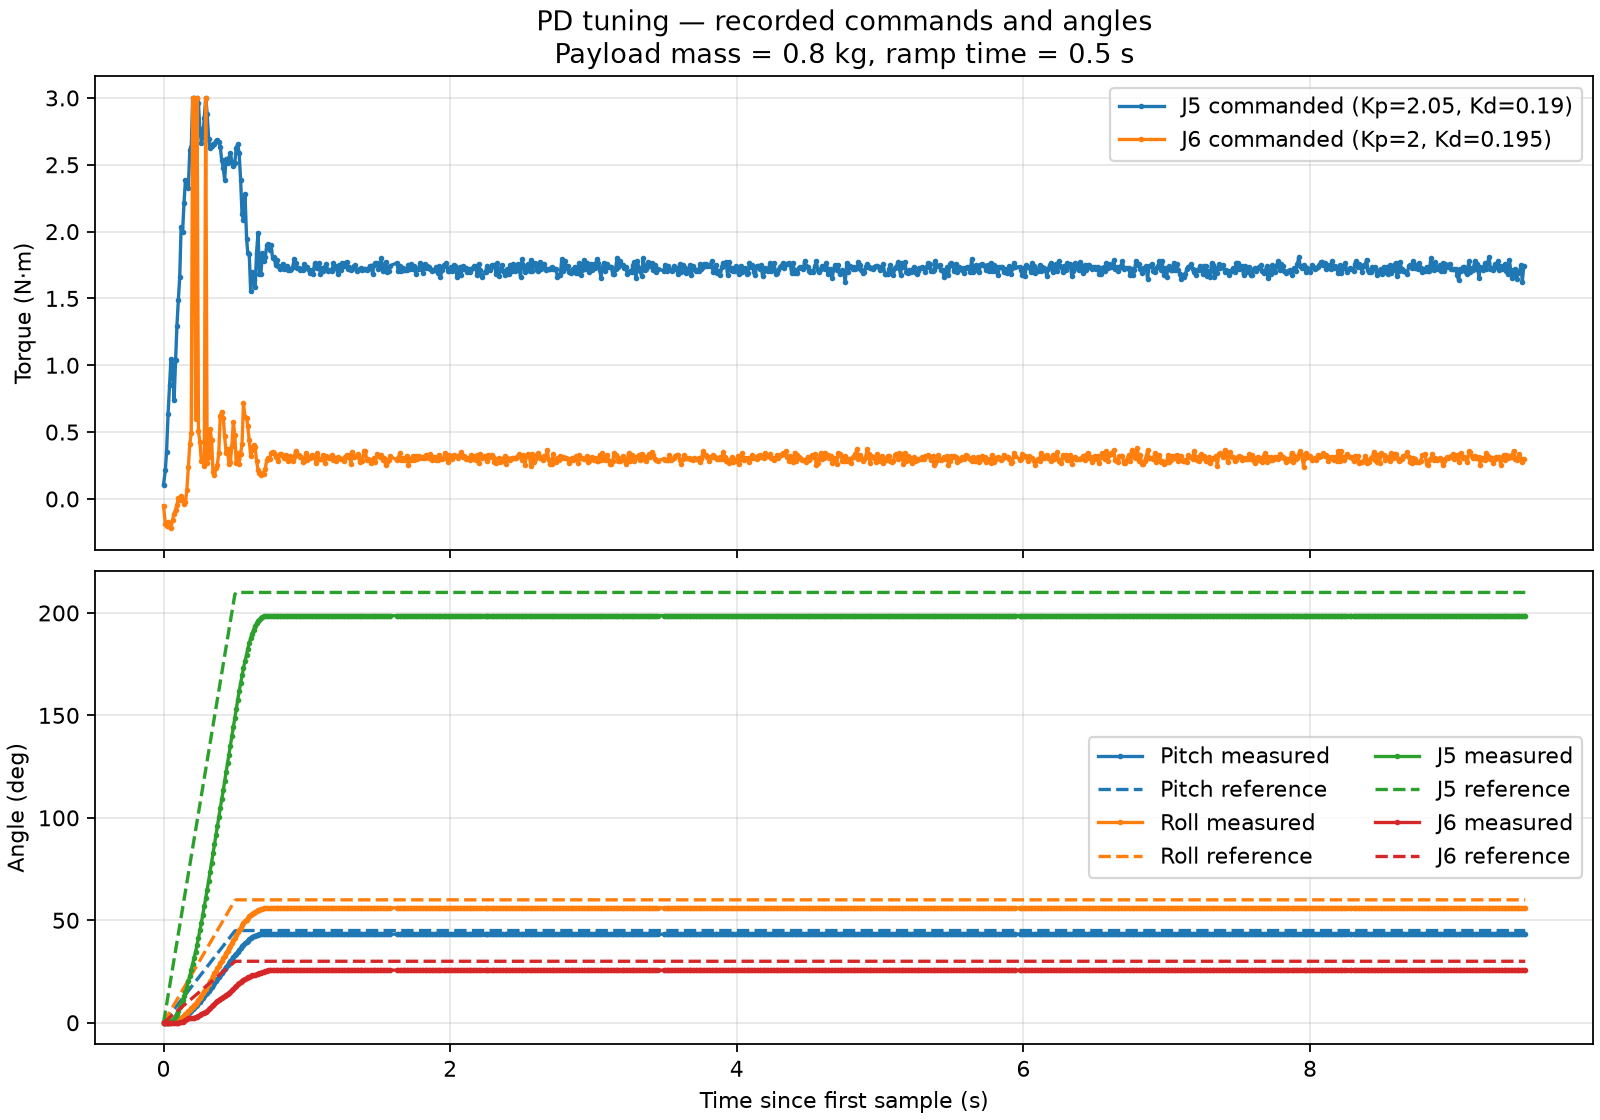 PD tuning — recorded commands and angles
Payload mass = 0.8 kg, ramp time = 0.5 s
3.0
2.5
2.0
1.5
1.0
0.5
0.0
Torque (N·m)
J5 commanded (Kp=2.05, Kd=0.19)
J6 commanded (Kp=2, Kd=0.195)
200
150
100
50
0
Angle (deg)
Pitch measured
Pitch reference
Roll measured
Roll reference
J5 measured
J5 reference
J6 measured
J6 reference
0 2 4 6 8
Time since first sample (s)